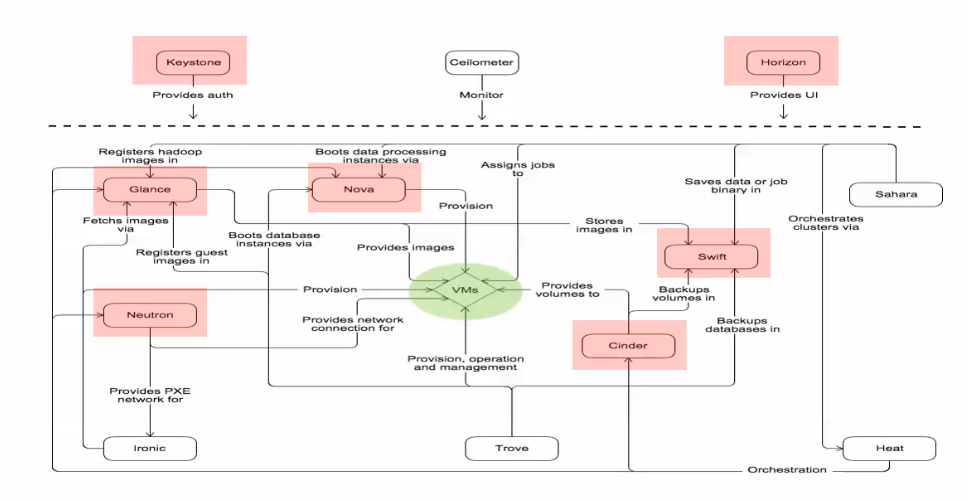 Keystone
Ceilometer
Horizon
Provides auth
Monitor
Provides UI
Registers hadoop
images in
Boots data processing
instances via
Assigns jobs
to
Saves data or job
binary in
Sahara
Glance
Nova
Provision
Orchestrates
clusters via
Fetchs images
via
Boots database
instances via
Stores
images in
Registers guest
images in
Provides images
Swift
Provision
VMs
Provides
volumes to
Backups
volumes in
Neutron
Provides network
connection for
Backups
databases in
Cinder
Provision, operation
and management
Provides PXE
network for
Ironic
Trove
Heat
Orchestration